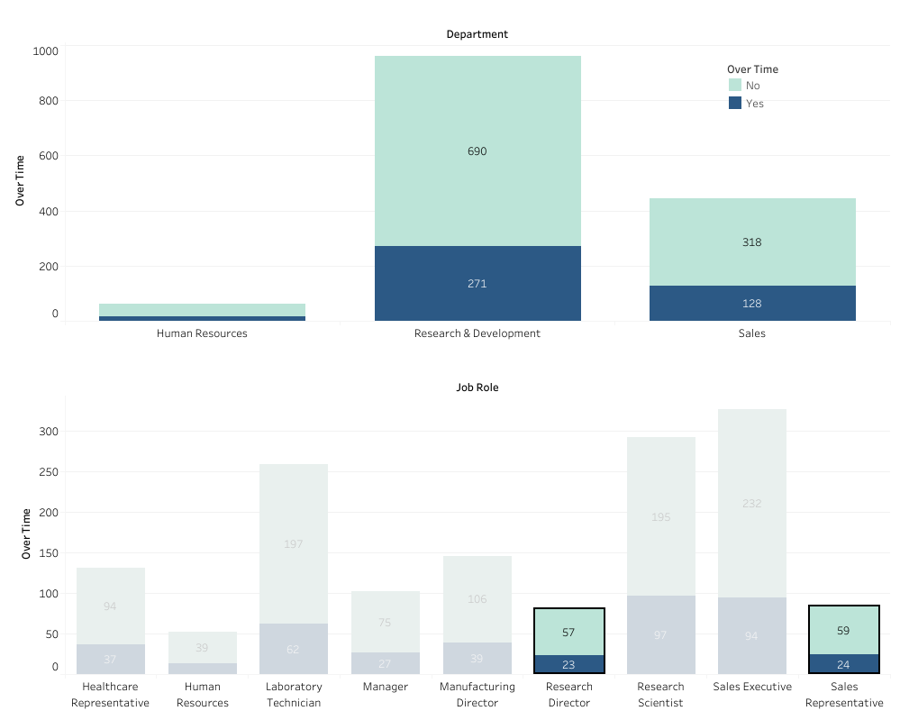 Department
1000
800
600
400
200
0
Over Time
Over Time
No
Yes
690
318
271
128
Human Resources
Research & Development
Sales
Job Role
300
250
200
150
100
50
0
Over Time
94
39
197
75
106
57
195
232
59
37
62
27
39
23
97
94
24
Healthcare Representative
Human Resources
Laboratory Technician
Manager
Manufacturing Director
Research Director
Research Scientist
Sales Executive
Sales Representative